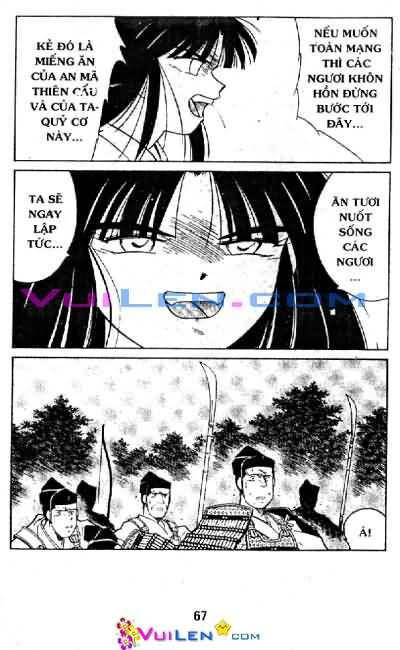 NẾU MUỐN
TOÀN MẠNG
THÌ CÁC
NGƯƠI KHÔN
HỒN ĐỪNG
BƯỚC TỚI
ĐÂY...
KẺ ĐÓ LÀ
MIẾNG ĂN
CỦA AN MÃ
THIÊN CẨU
VÀ CỦA TA-
QUỶ CƠ
NÀY...
ĂN TƯƠI
NUỐT
SỐNG
CÁC
NGƯƠI
...
TA SẼ
NGAY
LẬP
TỨC...
VUILEN.COM
Á!
67
VUILEN.COM